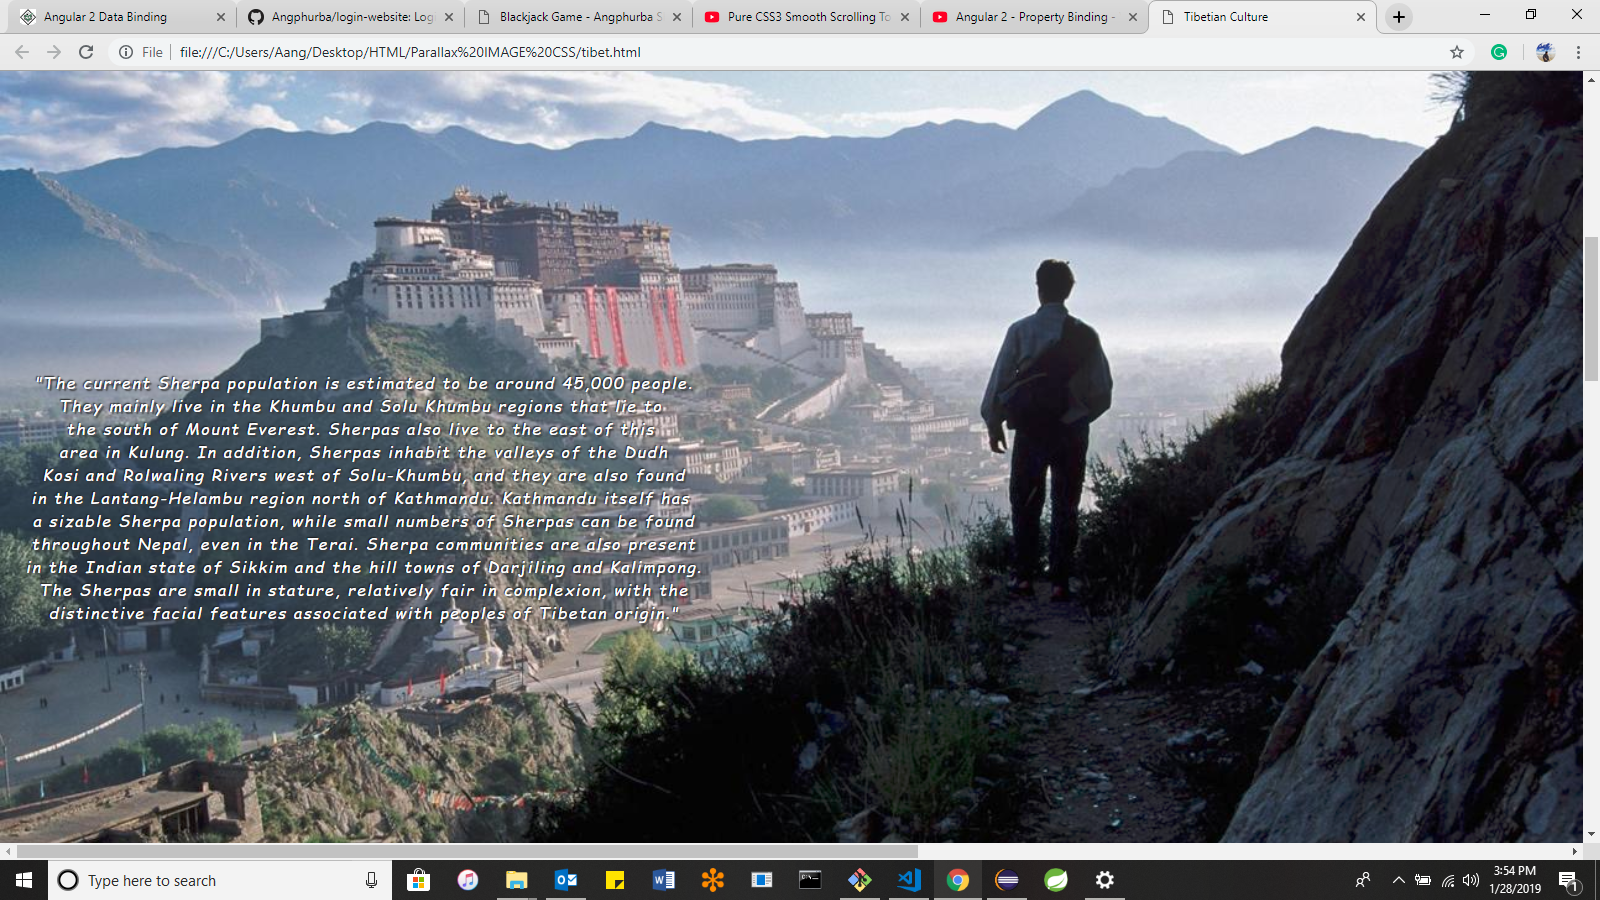 Angular 2 Data Binding
Angphurba/login-website: Logi
Blackjack Game - Angphurba S
Pure CSS3 Smooth Scrolling To
Angular 2 - Property Binding -
Tibetian Culture
File
file:///C:/Users/Aang/Desktop/HTML/Parallax%20IMAGE%20CSS/tibet.html
"The current Sherpa population is estimated to be around 45,000 people.
They mainly live in the Khumbu and Solu Khumbu regions that lie to
the south of Mount Everest. Sherpas also live to the east of this
area in Kulung. In addition, Sherpas inhabit the valleys of the Dudh
Kosi and Rolwaling Rivers west of Solu-Khumbu, and they are also found
in the Lantang-Helambu region north of Kathmandu. Kathmandu itself has
a sizable Sherpa population, while small numbers of Sherpas can be found
throughout Nepal, even in the Terai. Sherpa communities are also present
in the Indian state of Sikkim and the hill towns of Darjiling and Kalimpong.
The Sherpas are small in stature, relatively fair in complexion, with the
distinctive facial features associated with peoples of Tibetan origin."
Type here to search
3:54 PM
1/28/2019
1